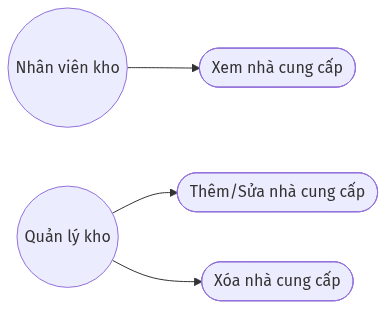 Nhân viên kho
Xem nhà cung cấp
Thêm/Sửa nhà cung cấp
Quản lý kho
Xóa nhà cung cấp